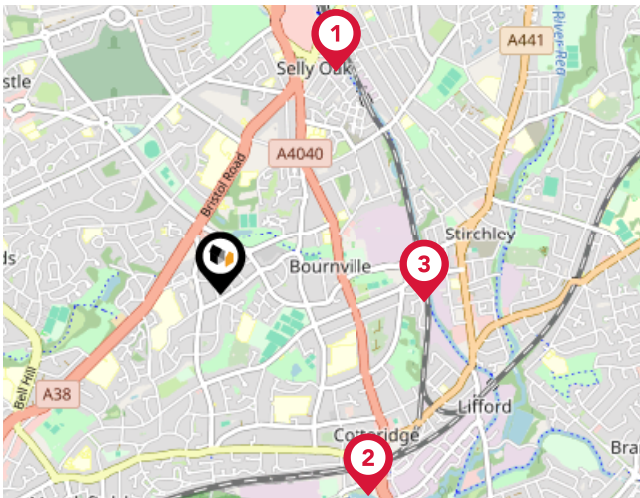 1
Selly Oak
A441
River Rea
stle
A4040
Bristol Road
Stirchley
ds
Bournville
3
Bell Hill
A38
Lifford
Cotteridge
2
Bra